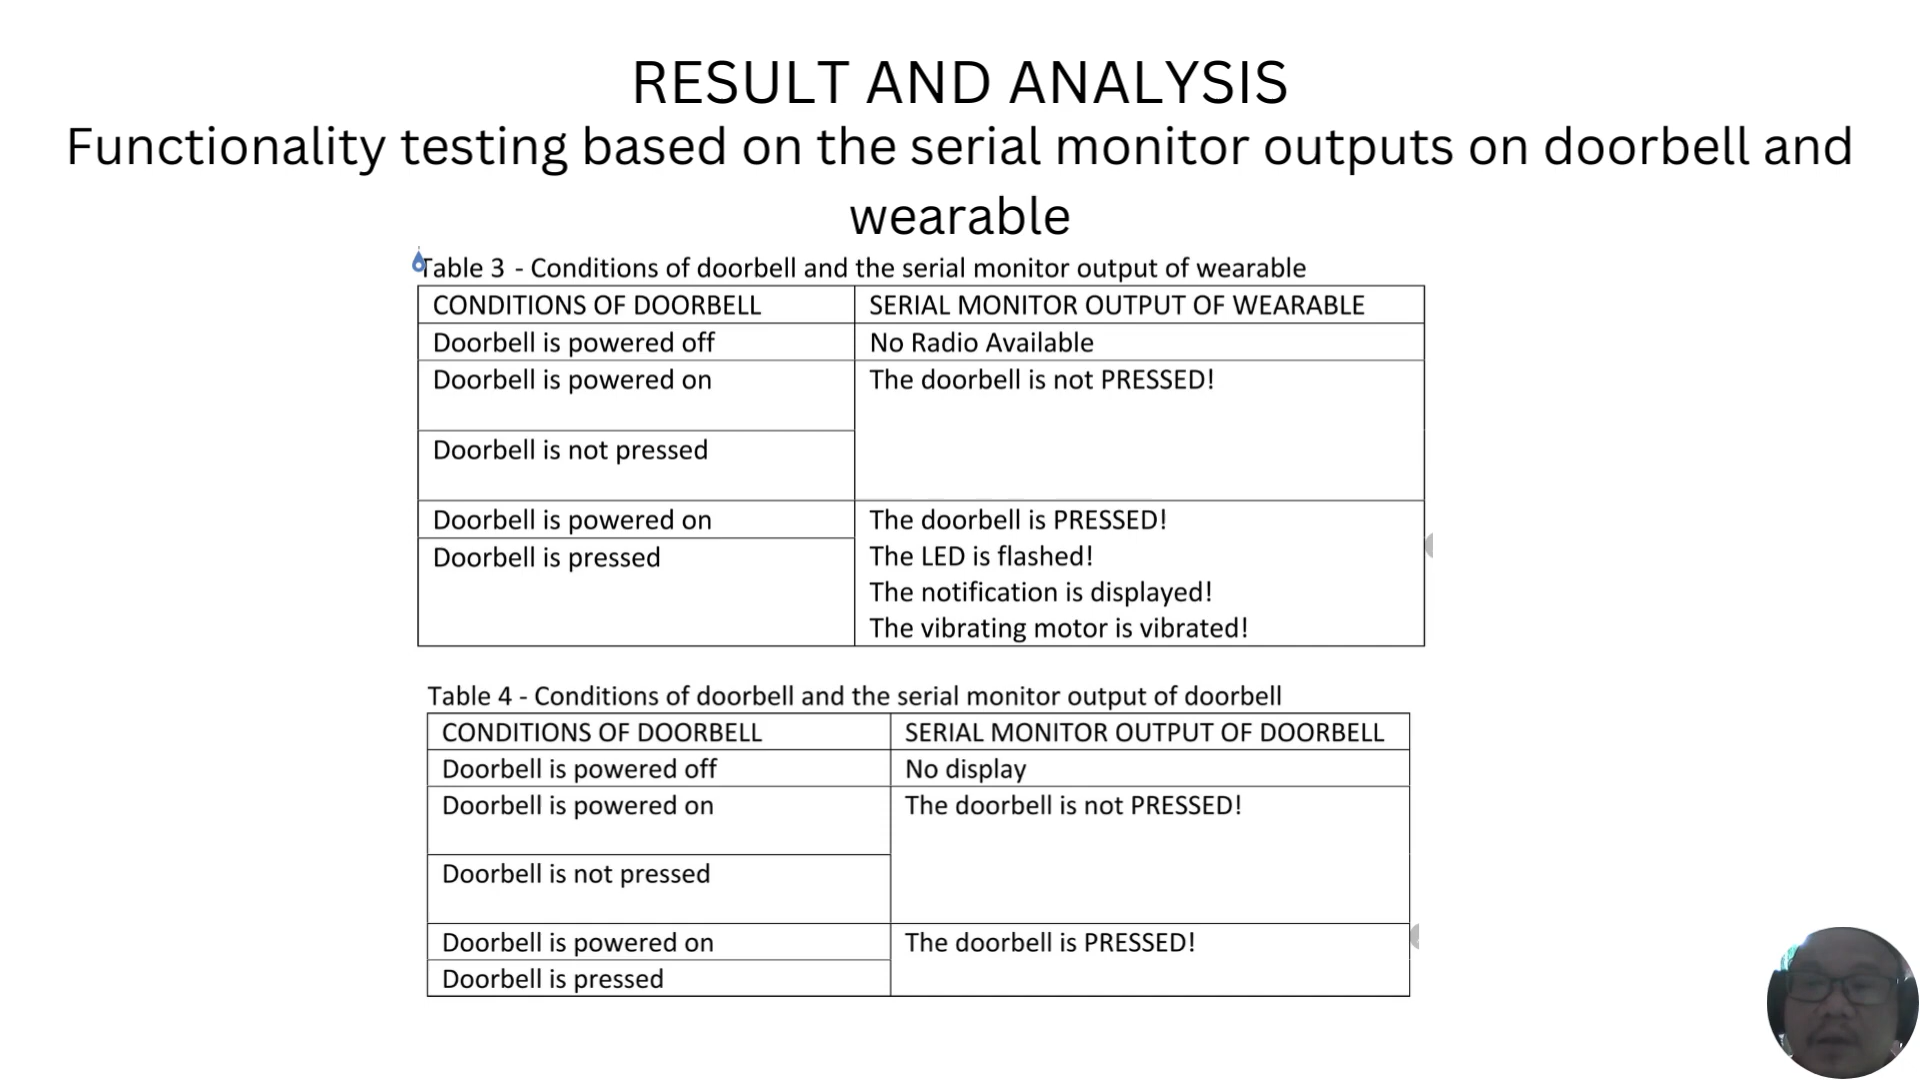 RESULT AND ANALYSIS
Functionality testing based on the serial monitor outputs on doorbell and
wearable
Table 3 - Conditions of doorbell and the serial monitor output of wearable
CONDITIONS OF DOORBELL
SERIAL MONITOR OUTPUT OF WEARABLE
Doorbell is powered off
No Radio Available
Doorbell is powered on
The doorbell is not PRESSED!
Doorbell is not pressed
Doorbell is powered on
The doorbell is PRESSED!
Doorbell is pressed
The LED is flashed!
The notification is displayed!
The vibrating motor is vibrated!
Table 4 - Conditions of doorbell and the serial monitor output of doorbell
CONDITIONS OF DOORBELL
SERIAL MONITOR OUTPUT OF DOORBELL
Doorbell is powered off
No display
Doorbell is powered on
The doorbell is not PRESSED!
Doorbell is not pressed
Doorbell is powered on
The doorbell is PRESSED!
Doorbell is pressed